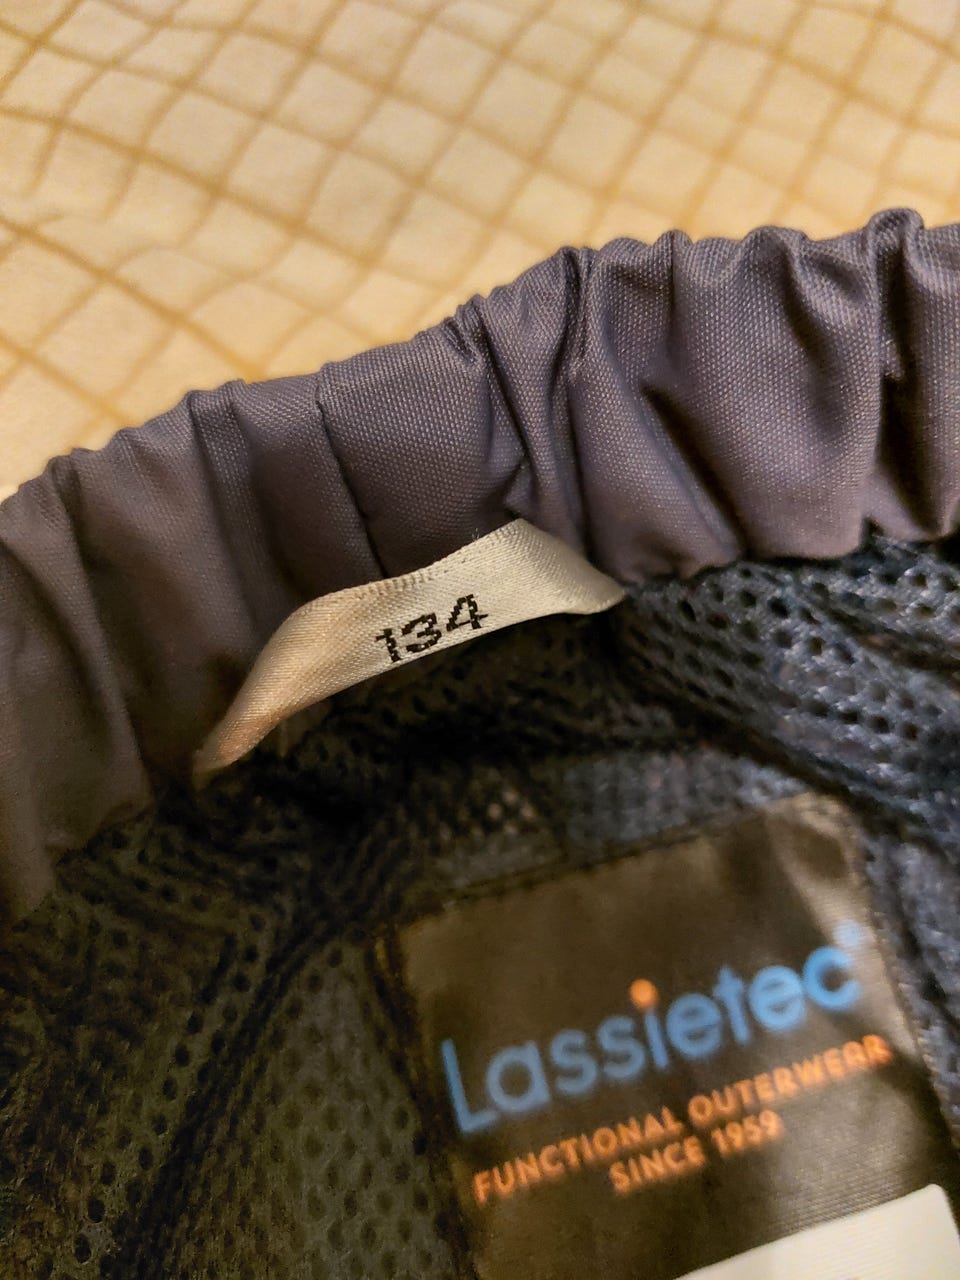 134
Lassietec
FUNCTIONAL OUTERWEAR
SINCE 1959